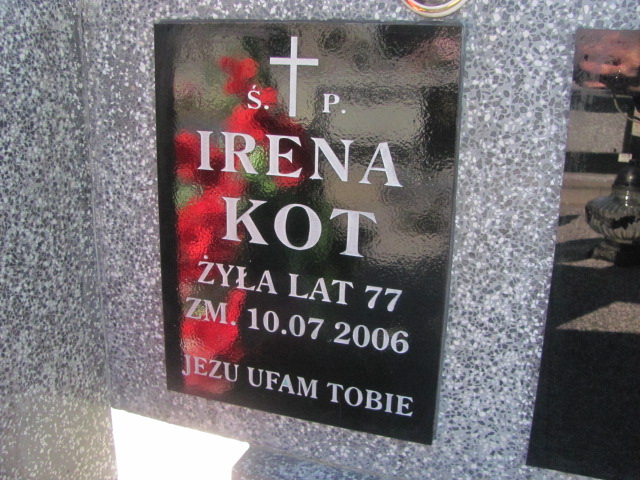 Ś. P.
IRENA
KOT
ŻYŁA LAT 77
ZM. 10.07 2006
JEZU UFAM TOBIE